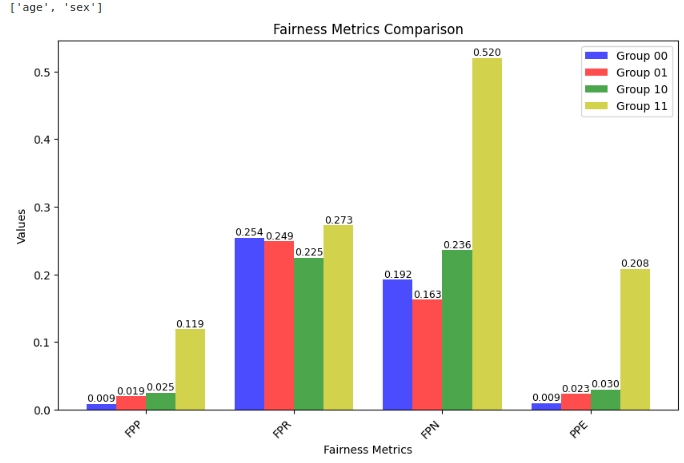 ['age', 'sex']
Fairness Metrics Comparison
0.520
Group 00
Group 01
Group 10
Group 11
0.5
0.4
0.3
0.2
0.1
0.0
Values
0.009
0.019
0.025
0.119
0.254
0.249
0.225
0.273
0.192
0.163
0.236
0.009
0.023
0.030
0.208
FPP
FPR
FPN
PPE
Fairness Metrics